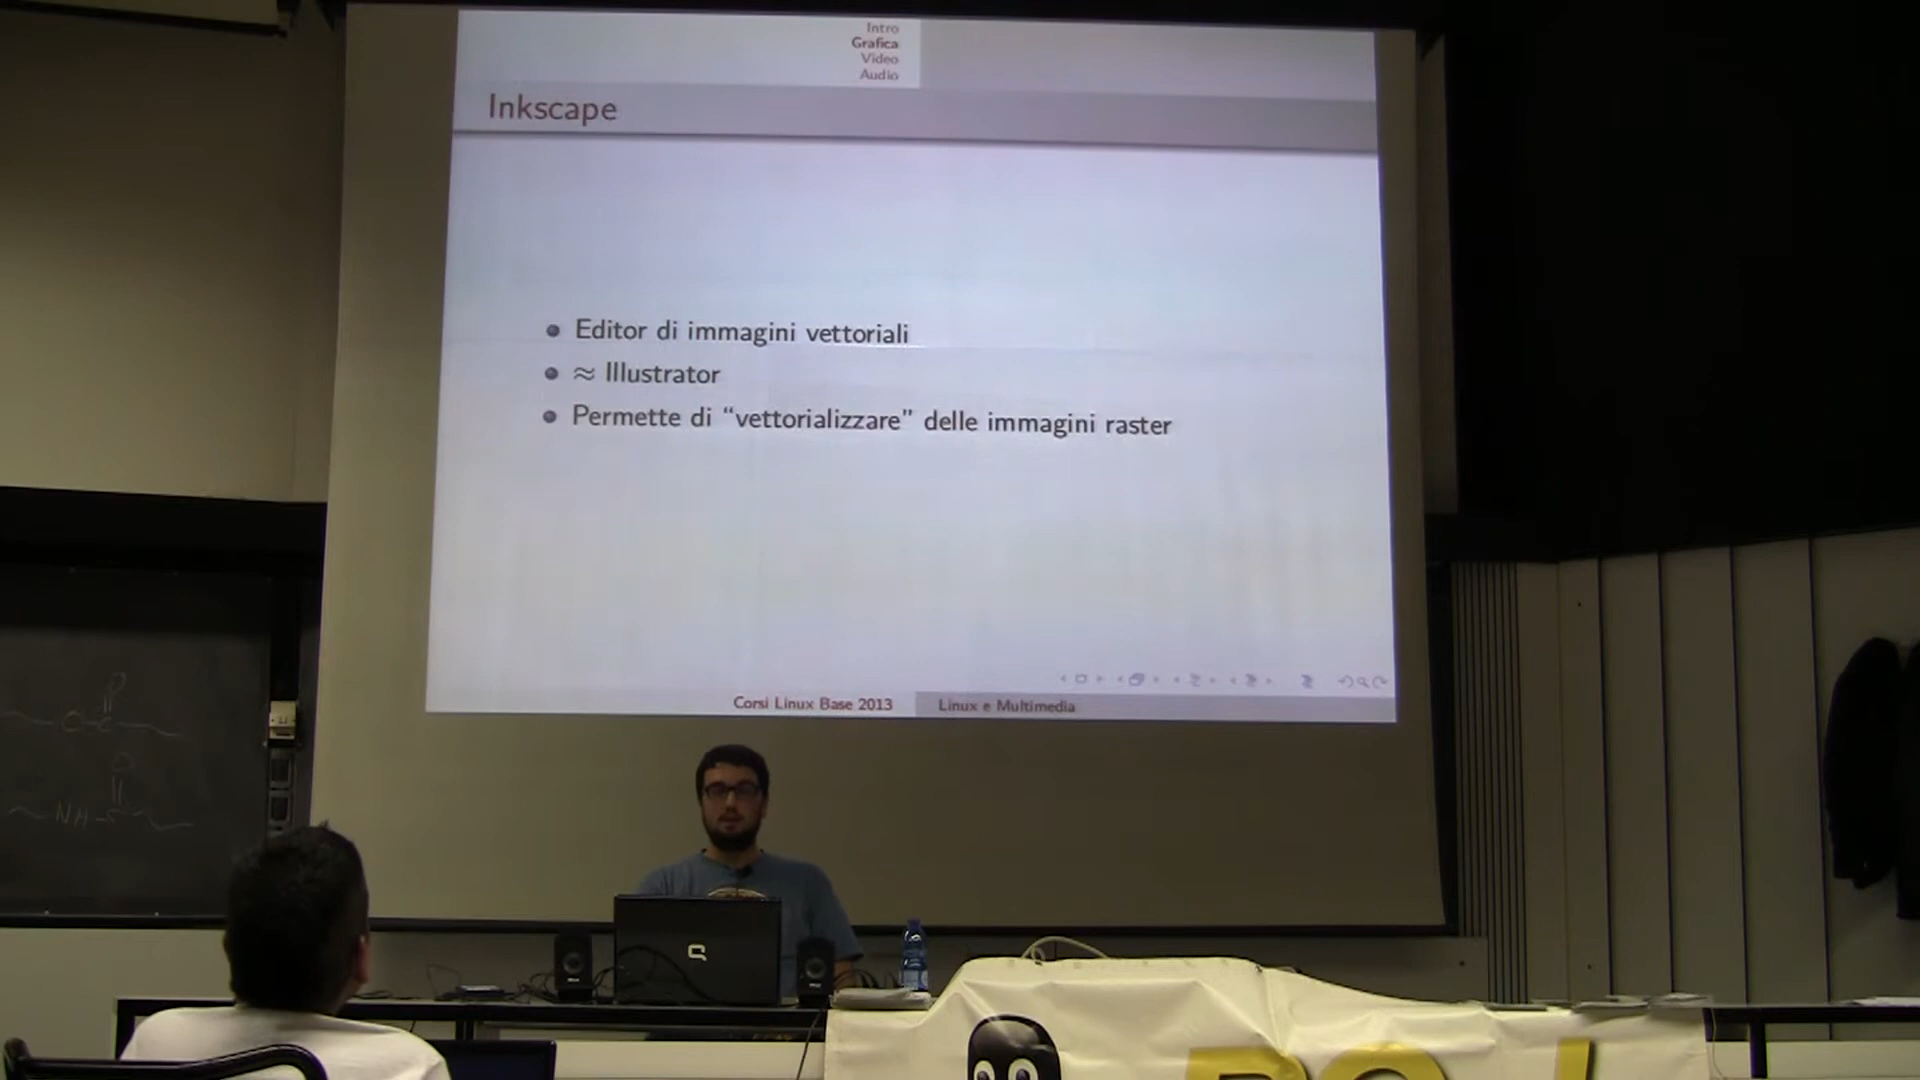 Intro
Grafica
Video
Audio
Inkscape
Editor di immagini vettoriali
≈ Illustrator
Permette di “vettorializzare” delle immagini raster
Corsi Linux Base 2013
Linux e Multimedia
NH